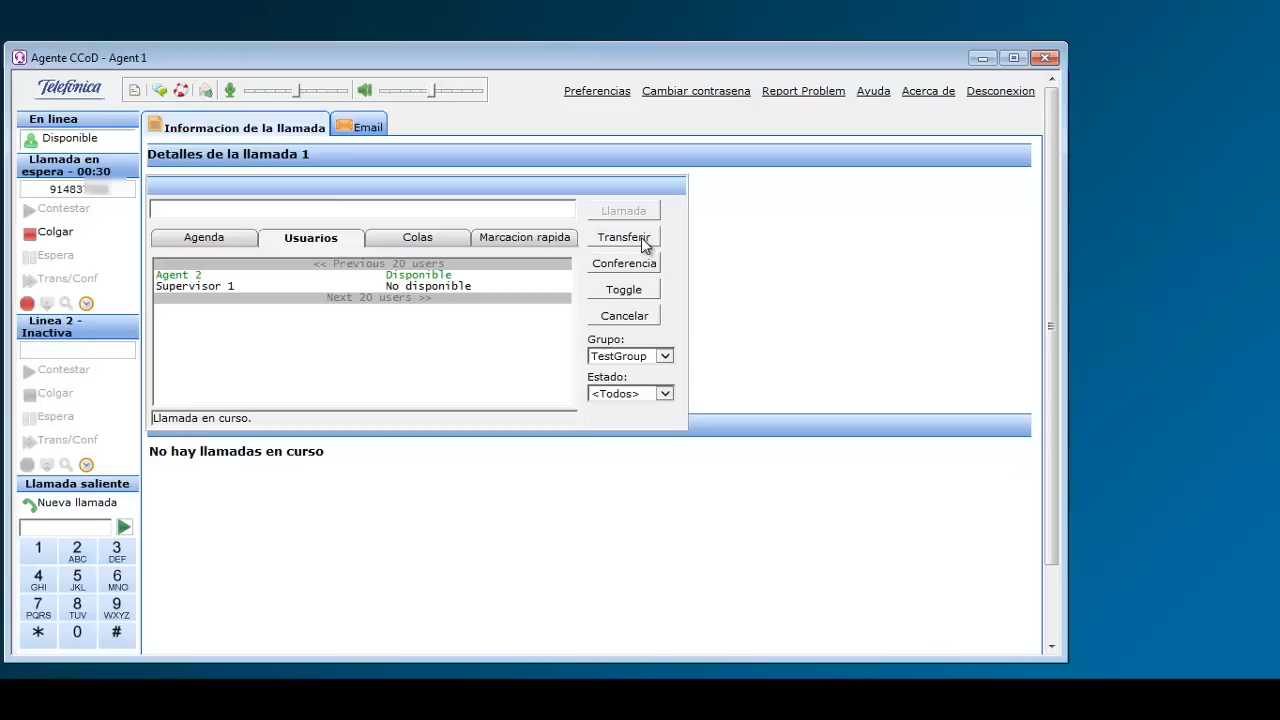 Agente CCoD - Agent 1
Telefónica
Preferencias Cambiar contrasena Report Problem Ayuda Acerca de Desconexion
En linea
Disponible
Llamada en
espera - 00:30
91483
Contestar
Colgar
Espera
Trans/Conf
Linea 2 -
Inactiva
Contestar
Colgar
Espera
Trans/Conf
Llamada saliente
Nueva llamada
1 2 3
ABC DEF
4 5 6
GHI JKL MNO
7 8 9
PQRS TUV WXYZ
* 0 #
Informacion de la llamada Email
Detalles de la llamada 1
Agenda Usuarios Colas Marcacion rapida
<< Previous 20 users
Agent 2 Disponible
Supervisor 1 No disponible
Next 20 users >>
Llamada en curso.
Llamada
Transferir
Conferencia
Toggle
Cancelar
Grupo:
TestGroup
Estado:
<Todos>
No hay llamadas en curso